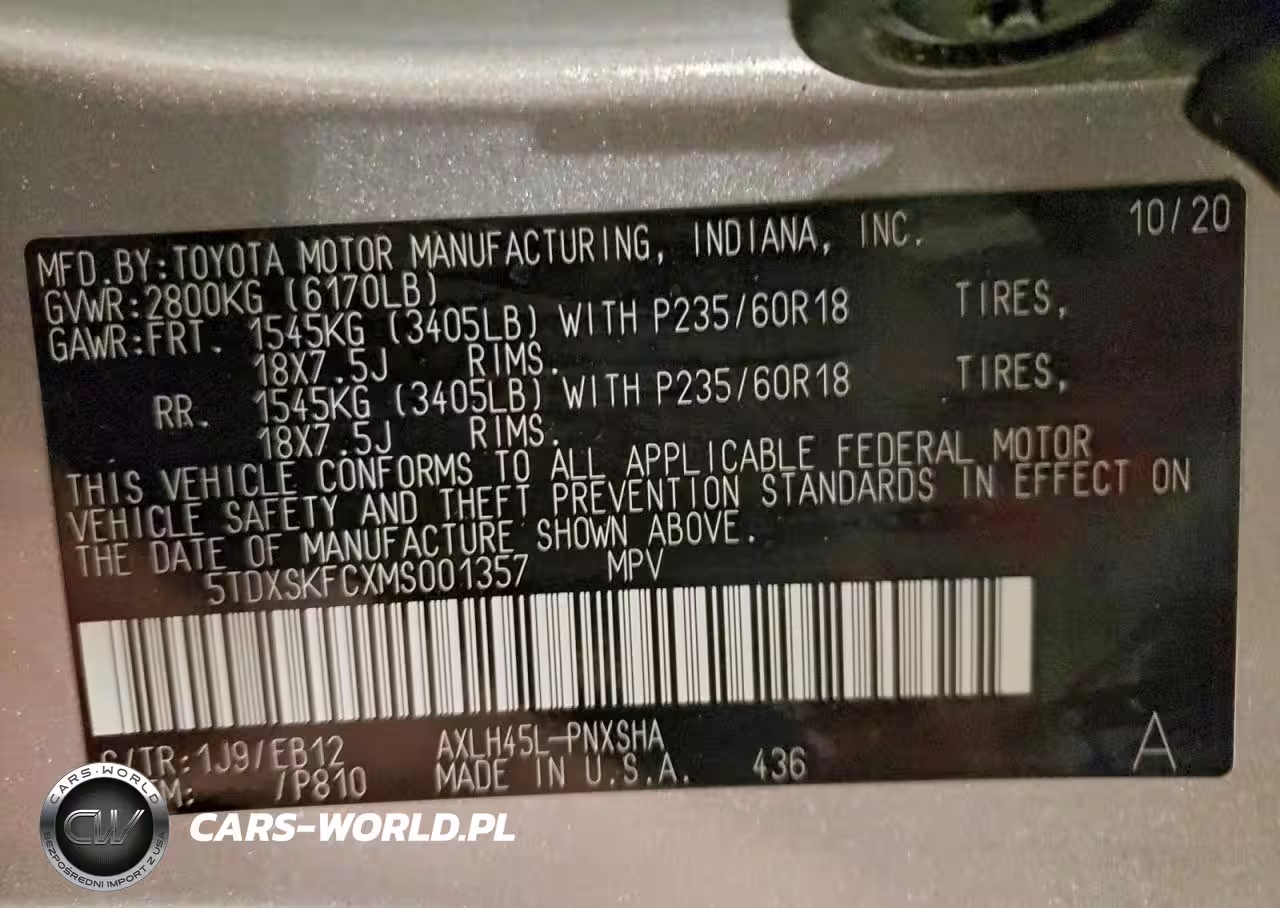 10/20
MFD.BY:TOYOTA MOTOR MANUFACTURING, INDIANA, INC.
GVWR:2800KG (6170LB)
GAWR:FRT. 1545KG (3405LB) WITH P235/60R18 TIRES,
18X7.5J RIMS.
RR. 1545KG (3405LB) WITH P235/60R18 TIRES,
18X7.5J RIMS.
THIS VEHICLE CONFORMS TO ALL APPLICABLE FEDERAL MOTOR
VEHICLE SAFETY AND THEFT PREVENTION STANDARDS IN EFFECT ON
THE DATE OF MANUFACTURE SHOWN ABOVE.
5TDXSKFCXMS001357 MPV
/TR:1J9/EB12 AXLH45L-PNXSHA
M: /P810 MADE IN U.S.A. 436 A
CARS-WORLD
CW
BEZPOŚREDNI IMPORT Z USA
CARS-WORLD.PL